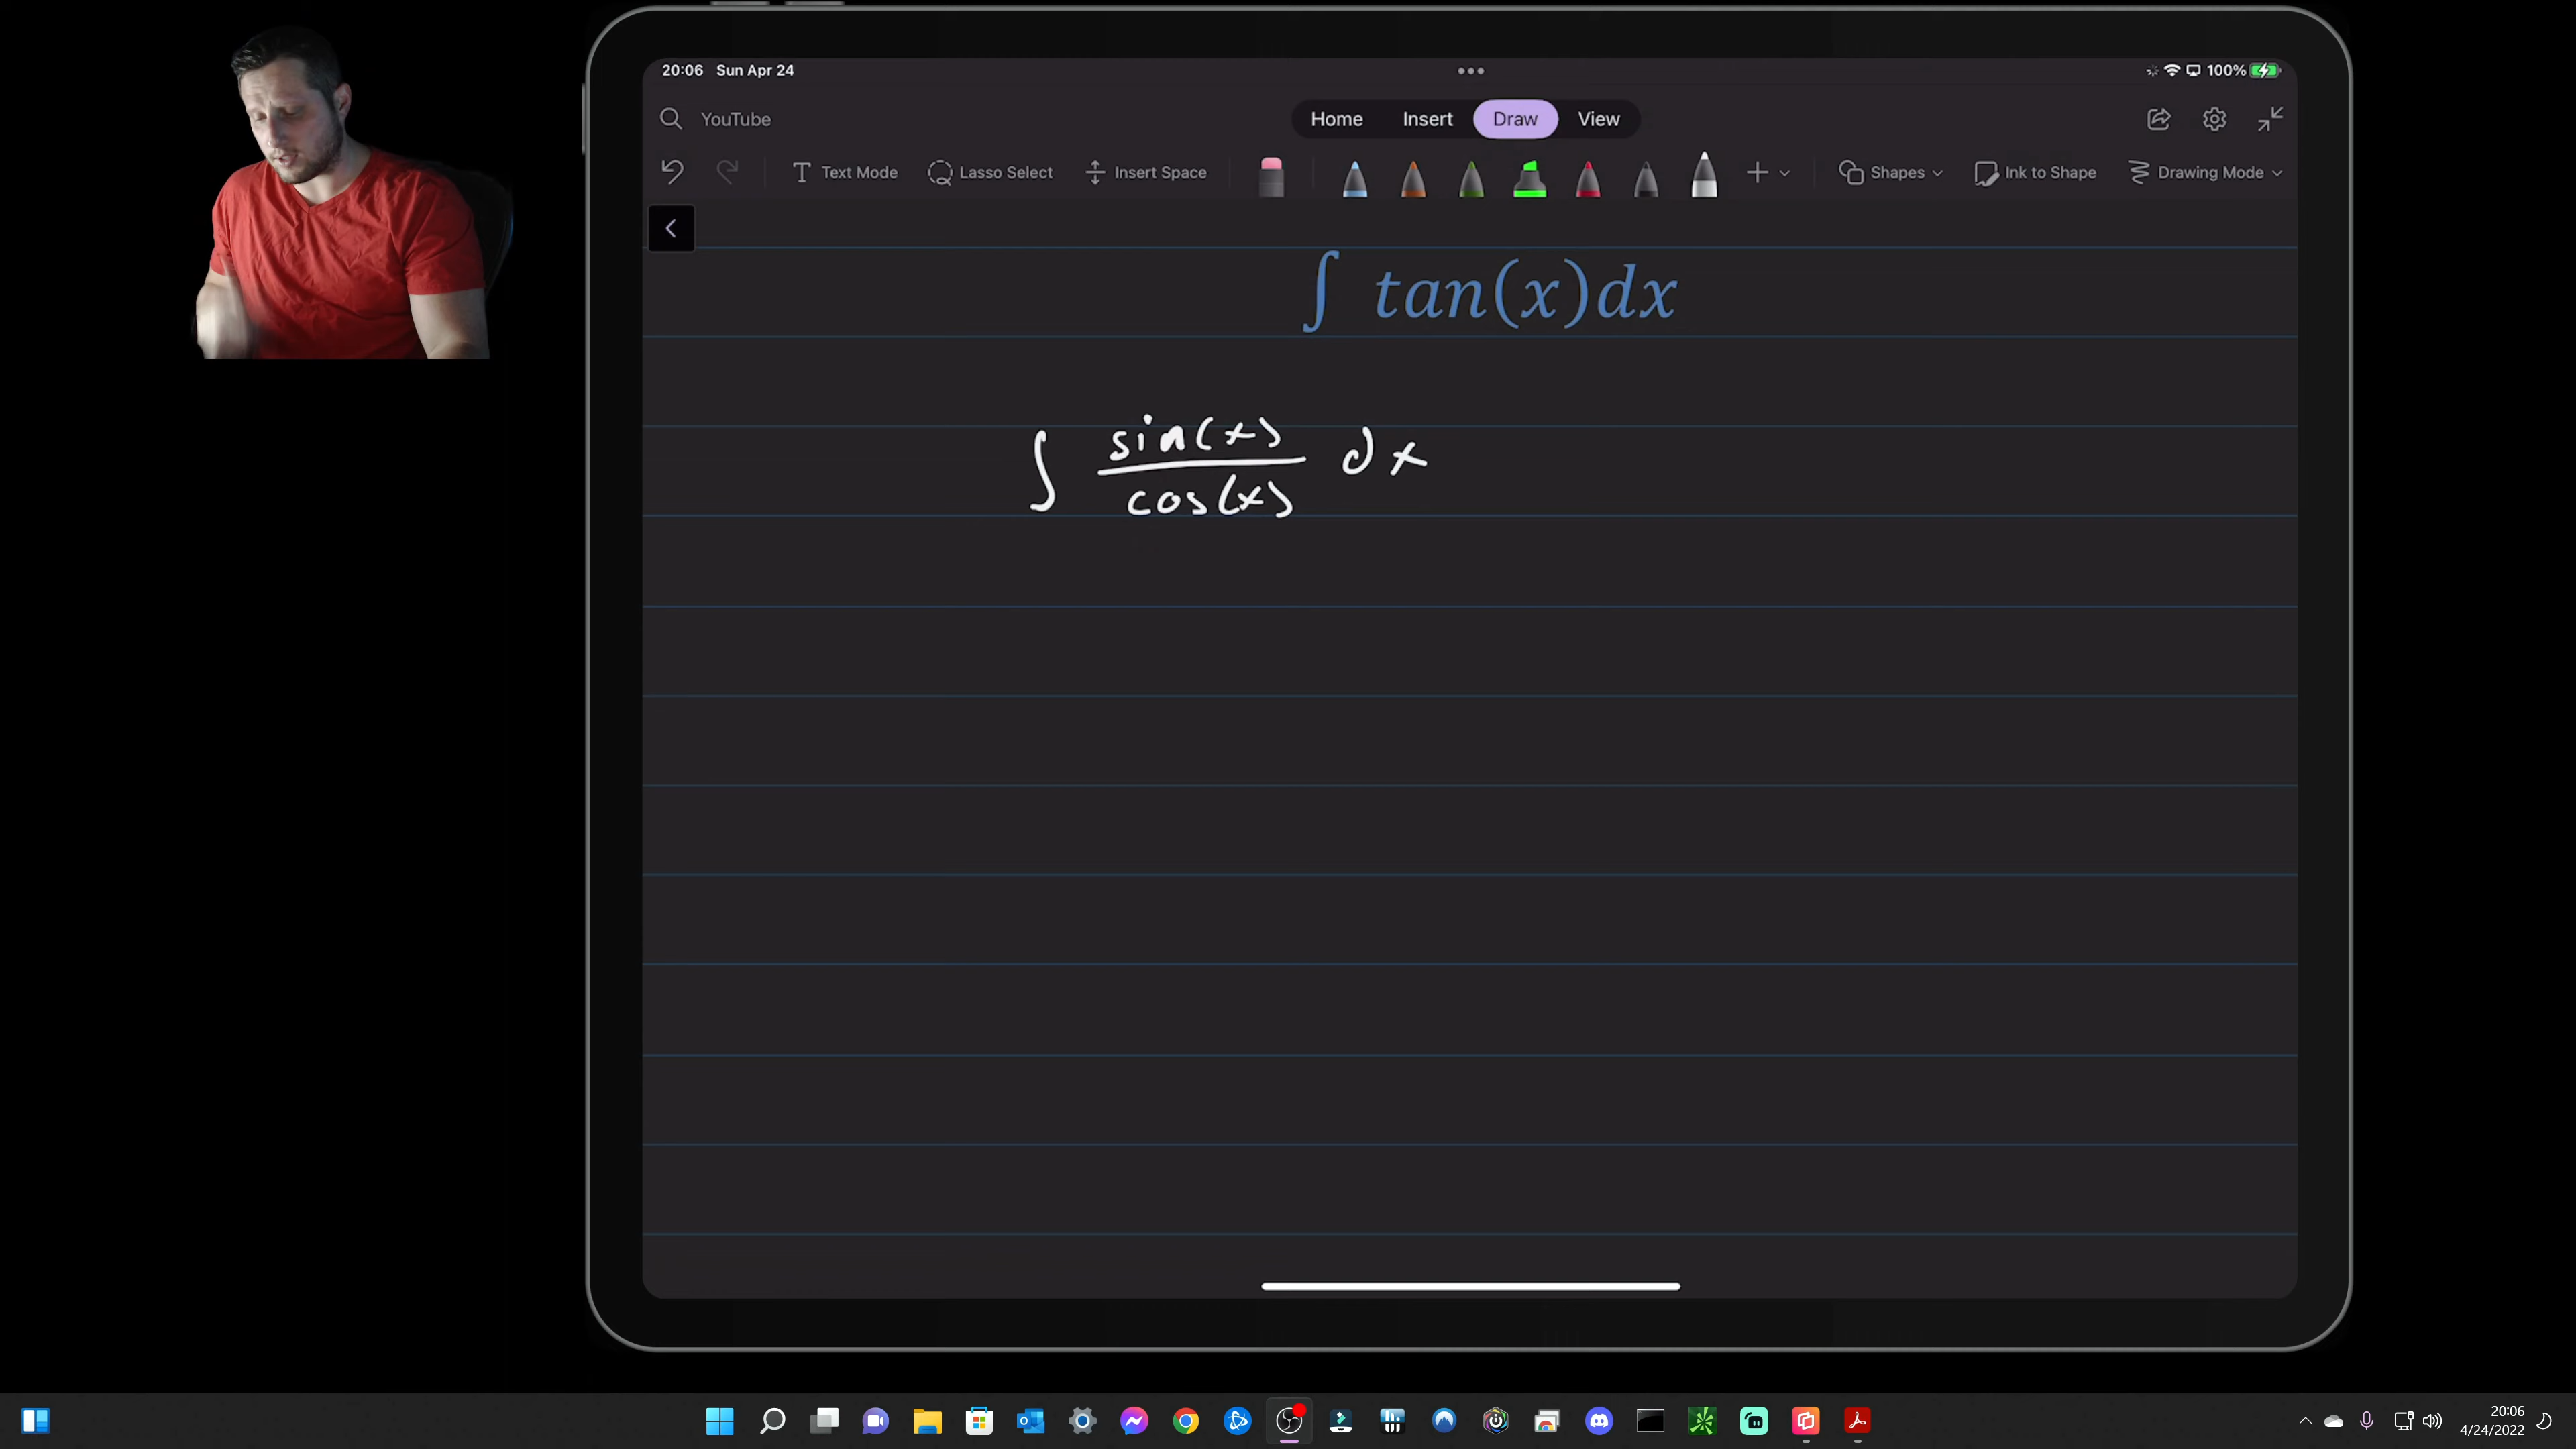 20:06 Sun Apr 24
100%
YouTube
Home Insert Draw View
Text Mode Lasso Select Insert Space Shapes Ink to Shape Drawing Mode
∫ tan(x)dx
∫ sin(x)/cos(x) dx
20:06
4/24/2022